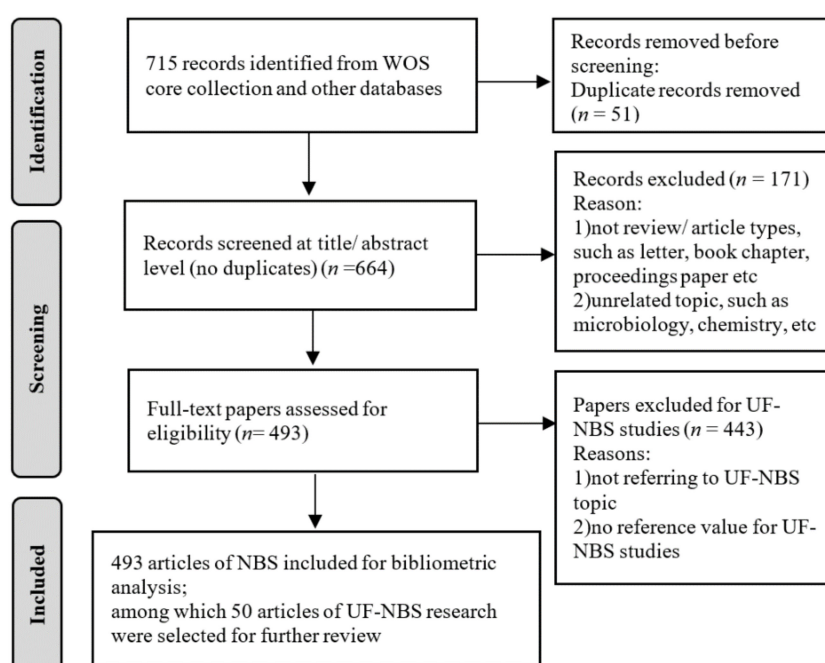 Identification
715 records identified from WOS
core collection and other databases
Records removed before
screening:
Duplicate records removed
(n = 51)
Screening
Records screened at title/ abstract
level (no duplicates) (n =664)
Records excluded (n = 171)
Reason:
1)not review/ article types,
such as letter, book chapter,
proceedings paper etc
2)unrelated topic, such as
microbiology, chemistry, etc
Full-text papers assessed for
eligibility (n= 493)
Papers excluded for UF-
NBS studies (n = 443)
Reasons:
1)not referring to UF-NBS
topic
2)no reference value for UF-
NBS studies
Included
493 articles of NBS included for bibliometric
analysis;
among which 50 articles of UF-NBS research
were selected for further review